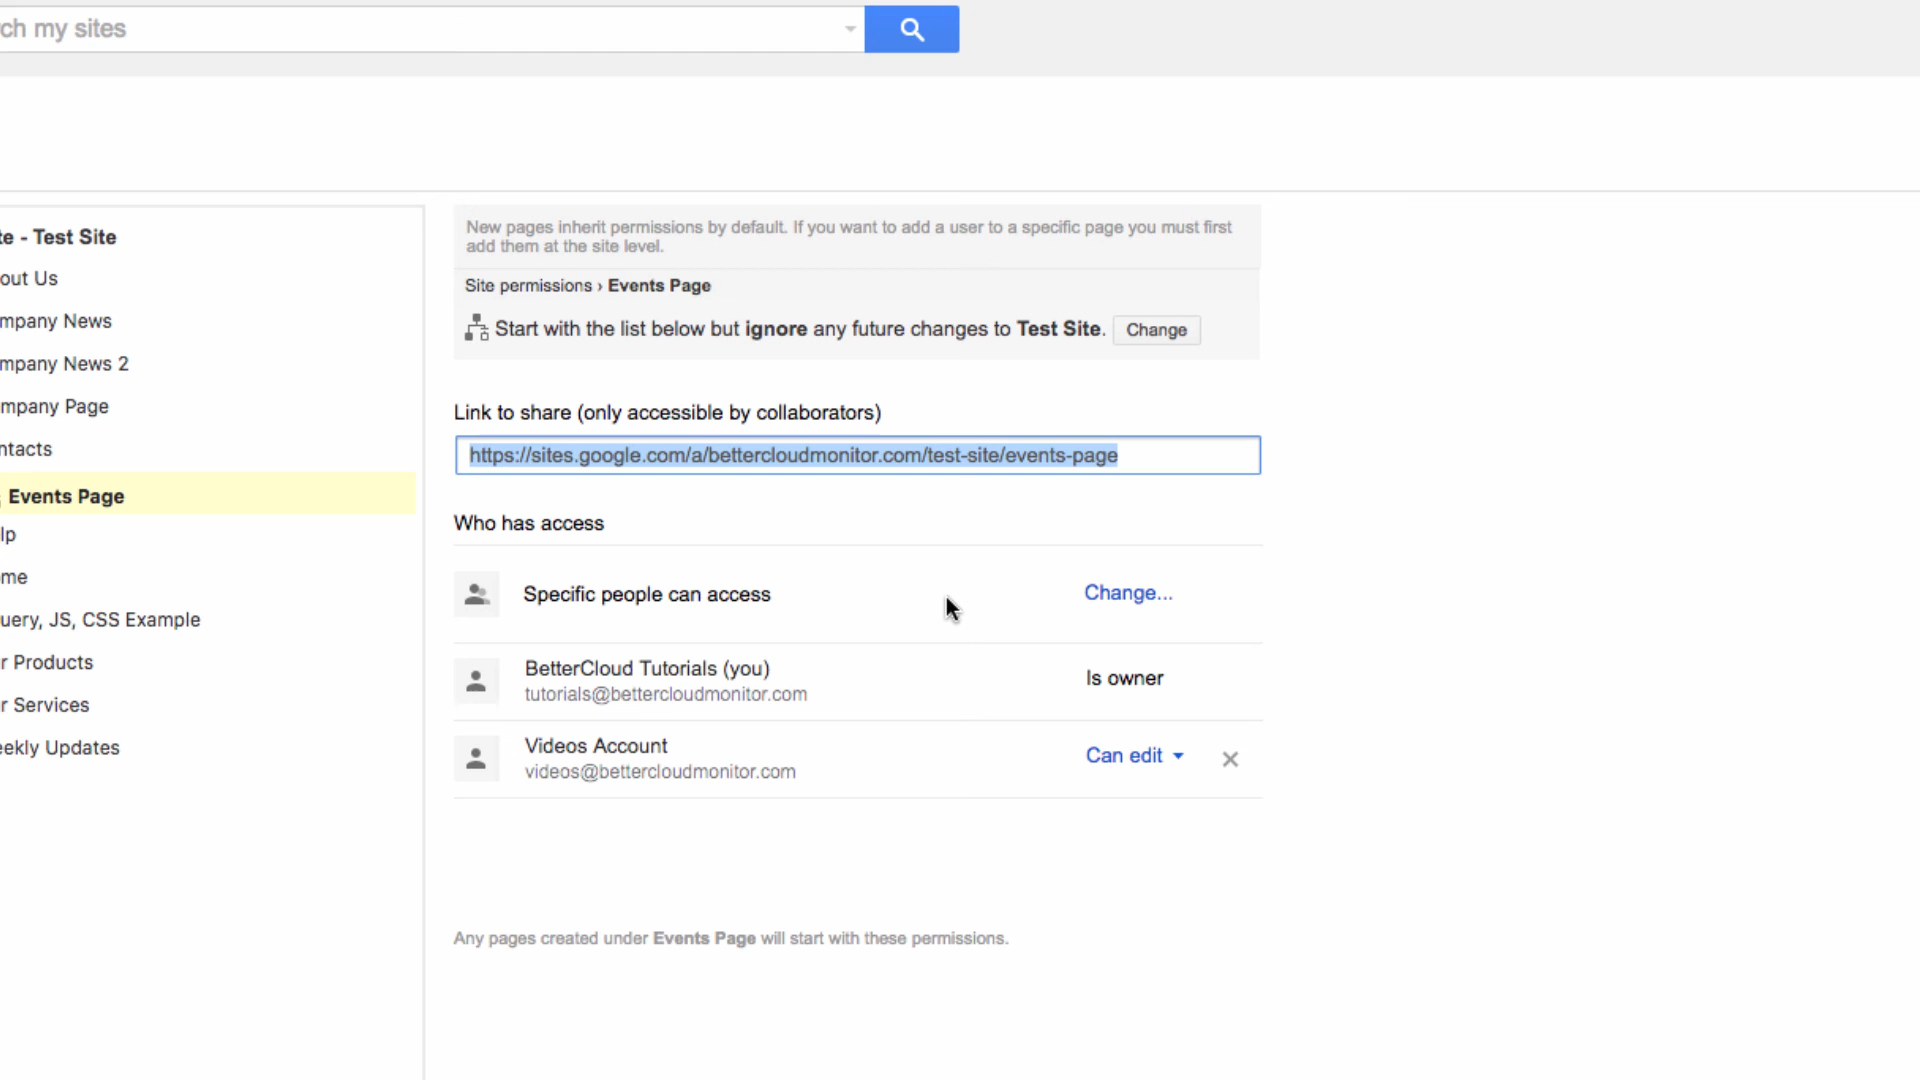 ch my sites
New pages inherit permissions by default. If you want to add a user to a specific page you must first
add them at the site level.
Site permissions › Events Page
Start with the list below but ignore any future changes to Test Site. Change
Link to share (only accessible by collaborators)
https://sites.google.com/a/bettercloudmonitor.com/test-site/events-page
Who has access
Specific people can access Change...
BetterCloud Tutorials (you)
tutorials@bettercloudmonitor.com
Is owner
Videos Account
videos@bettercloudmonitor.com
Can edit
Any pages created under Events Page will start with these permissions.
te - Test Site
out Us
mpany News
mpany News 2
mpany Page
ntacts
Events Page
lp
me
uery, JS, CSS Example
r Products
r Services
eekly Updates